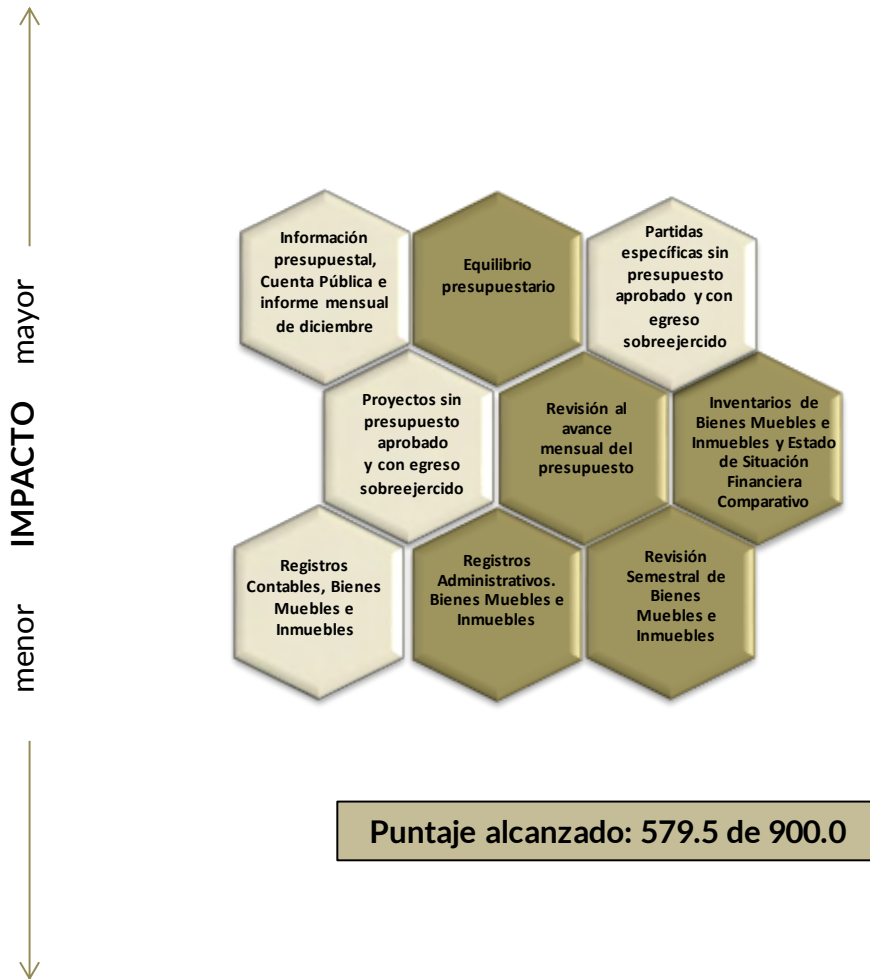 mayor
IMPACTO
menor
Información
presupuestal,
Cuenta Pública e
informe mensual
de diciembre
Equilibrio
presupuestario
Partidas
específicas sin
presupuesto
aprobado y con
egreso
sobreejercido
Proyectos sin
presupuesto
aprobado
y con egreso
sobreejercido
Revisión al
avance
mensual del
presupuesto
Inventarios de
Bienes Muebles e
Inmuebles y Estado
de Situación
Financiera
Comparativo
Registros
Contables, Bienes
Muebles e
Inmuebles
Registros
Administrativos.
Bienes Muebles e
Inmuebles
Revisión
Semestral de
Bienes
Muebles e
Inmuebles
Puntaje alcanzado: 579.5 de 900.0